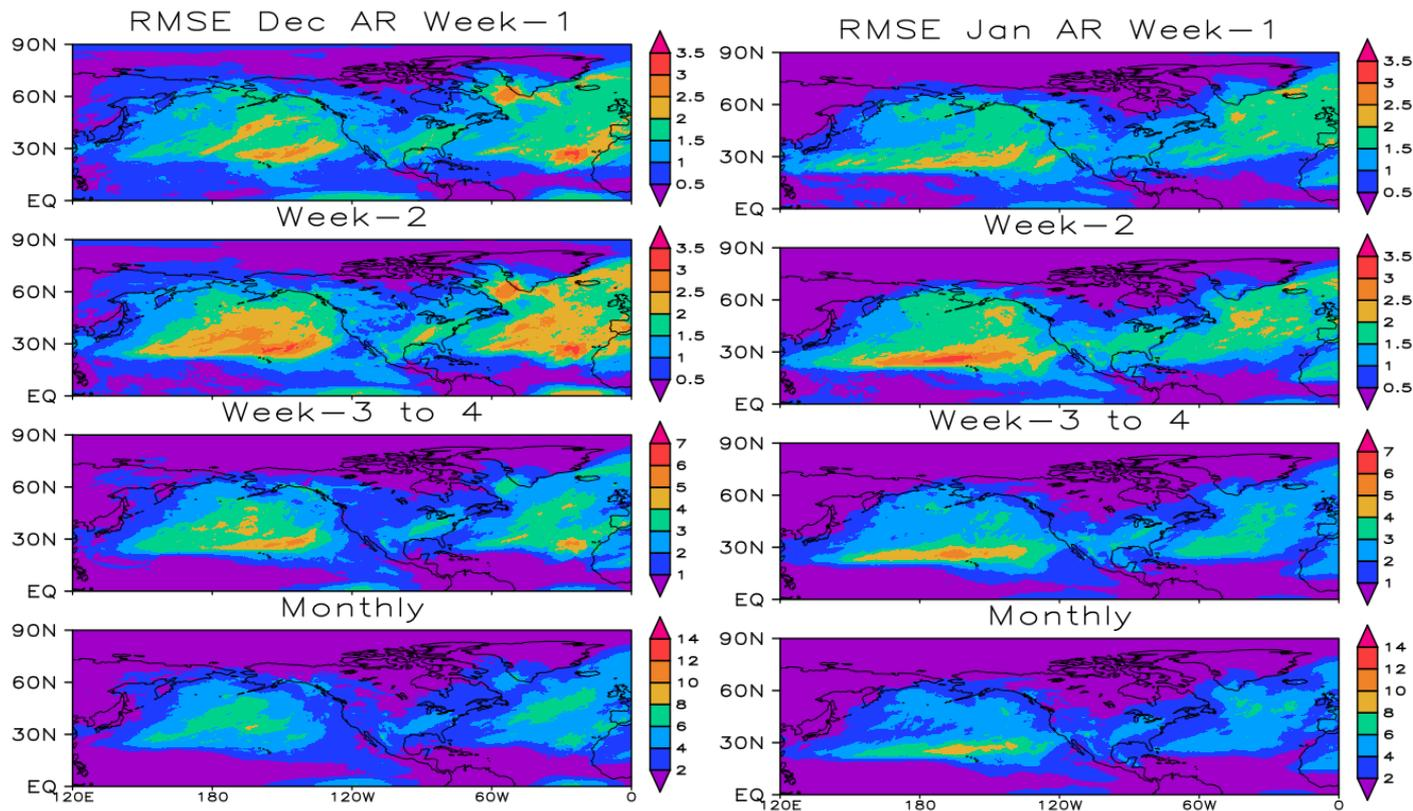 RMSE Dec AR Week-1
90N
60N
30N
EQ
3.5
3
2.5
2
1.5
1
0.5
Week-2
90N
60N
30N
EQ
3.5
3
2.5
2
1.5
1
0.5
Week-3 to 4
90N
60N
30N
EQ
7
6
5
4
3
2
1
Monthly
90N
60N
30N
EQ
14
12
10
8
6
4
2
120E 180 120W 60W 0
RMSE Jan AR Week-1
90N
60N
30N
EQ
3.5
3
2.5
2
1.5
1
0.5
Week-2
90N
60N
30N
EQ
3.5
3
2.5
2
1.5
1
0.5
Week-3 to 4
90N
60N
30N
EQ
7
6
5
4
3
2
1
Monthly
90N
60N
30N
EQ
14
12
10
8
6
4
2
120E 180 120W 60W 0